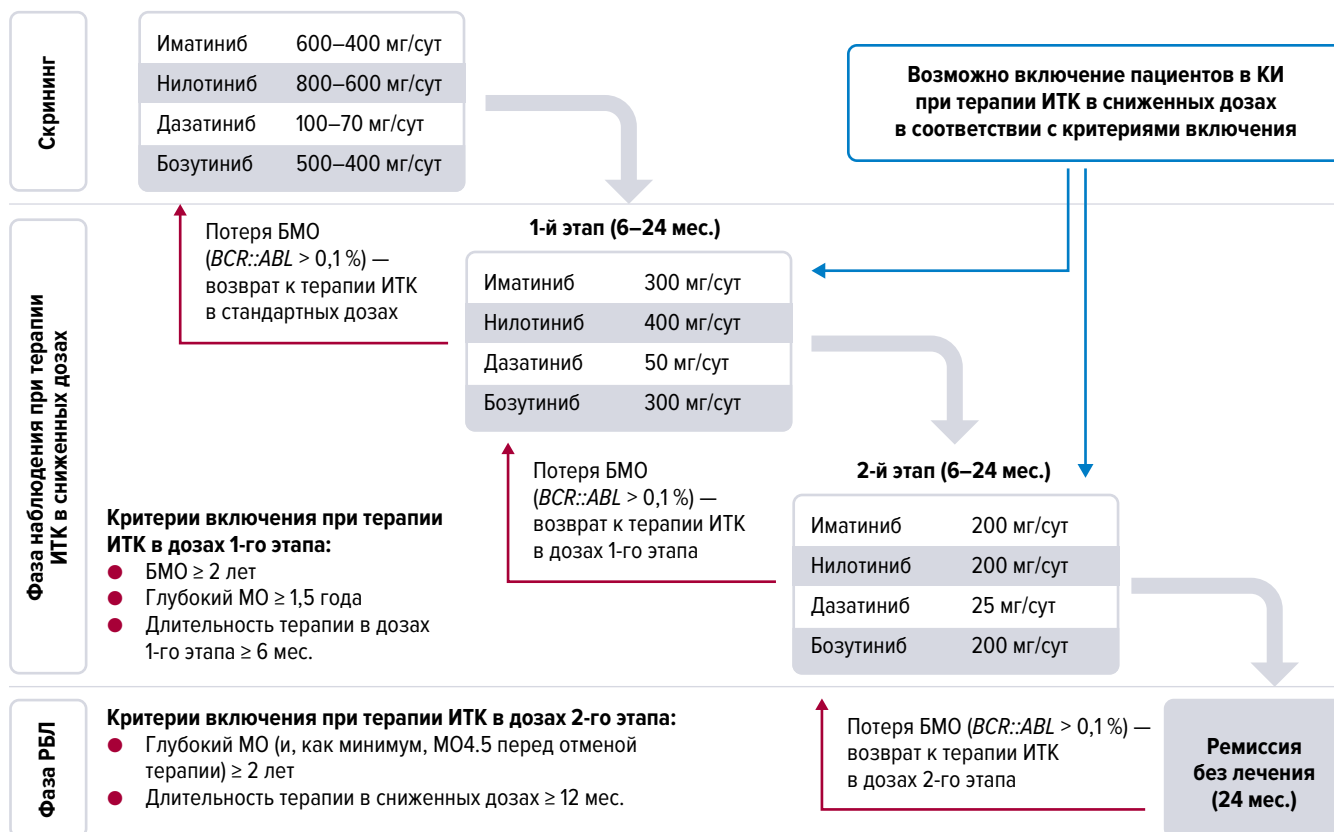 Скрининг
Иматиниб 600–400 мг/сут
Нилотиниб 800–600 мг/сут
Дазатиниб 100–70 мг/сут
Бозутиниб 500–400 мг/сут
Возможно включение пациентов в КИ
при терапии ИТК в сниженных дозах
в соответствии с критериями включения
Фаза наблюдения при терапии
ИТК в сниженных дозах
Потеря БМО
(BCR::ABL > 0,1 %) —
возврат к терапии ИТК
в стандартных дозах
1-й этап (6–24 мес.)
Иматиниб 300 мг/сут
Нилотиниб 400 мг/сут
Дазатиниб 50 мг/сут
Бозутиниб 300 мг/сут
Потеря БМО
(BCR::ABL > 0,1 %) —
возврат к терапии ИТК
в дозах 1-го этапа
2-й этап (6–24 мес.)
Иматиниб 200 мг/сут
Нилотиниб 200 мг/сут
Дазатиниб 25 мг/сут
Бозутиниб 200 мг/сут
Критерии включения при терапии
ИТК в дозах 1-го этапа:
● БМО ≥ 2 лет
● Глубокий МО ≥ 1,5 года
● Длительность терапии в дозах
1-го этапа ≥ 6 мес.
Фаза РБЛ
Критерии включения при терапии ИТК в дозах 2-го этапа:
● Глубокий МО (и, как минимум, МО4.5 перед отменой
терапии) ≥ 2 лет
● Длительность терапии в сниженных дозах ≥ 12 мес.
Потеря БМО (BCR::ABL > 0,1 %) —
возврат к терапии ИТК
в дозах 2-го этапа
Ремиссия
без лечения
(24 мес.)